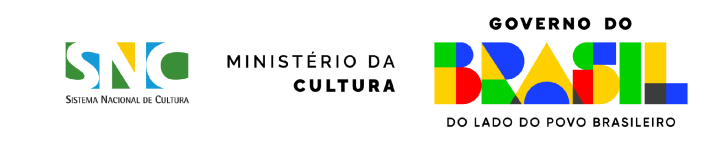 SNC
SISTEMA NACIONAL DE CULTURA
MINISTÉRIO DA
CULTURA
GOVERNO DO
BRASIL
DO LADO DO POVO BRASILEIRO